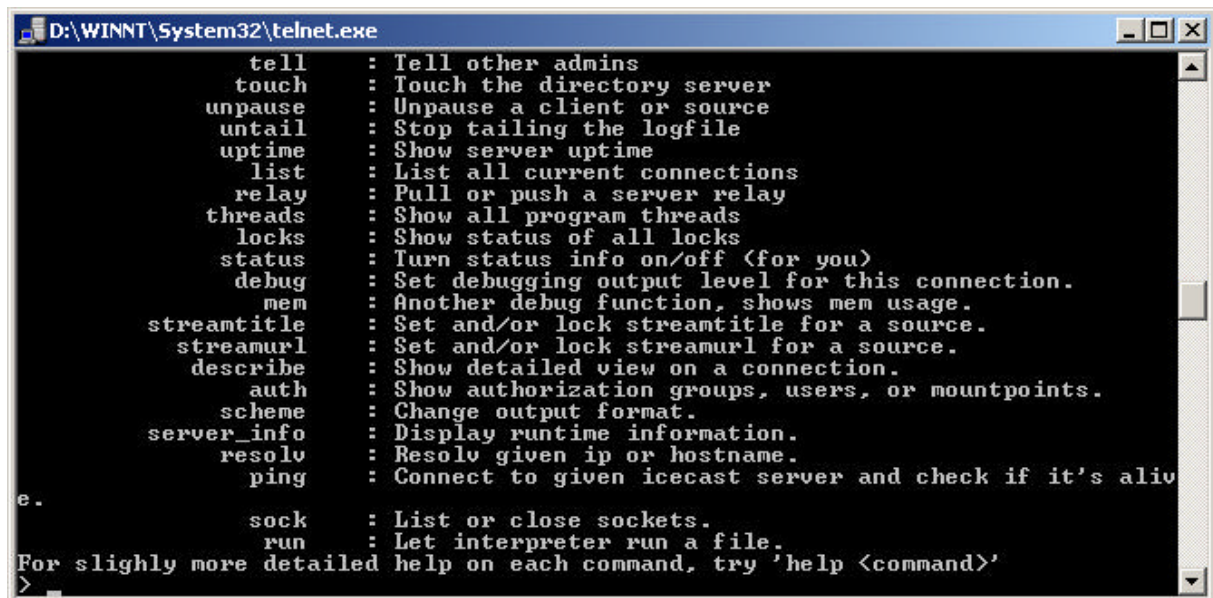 D:\WINNT\System32\telnet.exe
tell : Tell other admins
touch : Touch the directory server
unpause : Unpause a client or source
untail : Stop tailing the logfile
uptime : Show server uptime
list : List all current connections
relay : Pull or push a server relay
threads : Show all program threads
locks : Show status of all locks
status : Turn status info on/off (for you)
debug : Set debugging output level for this connection.
mem : Another debug function, shows mem usage.
streamtitle : Set and/or lock streamtitle for a source.
streamurl : Set and/or lock streamurl for a source.
describe : Show detailed view on a connection.
auth : Show authorization groups, users, or mountpoints.
scheme : Change output format.
server_info : Display runtime information.
resolv : Resolv given ip or hostname.
ping : Connect to given icecast server and check if it's aliv
e.
sock : List or close sockets.
run : Let interpreter run a file.
For slighly more detailed help on each command, try 'help <command>'
> _